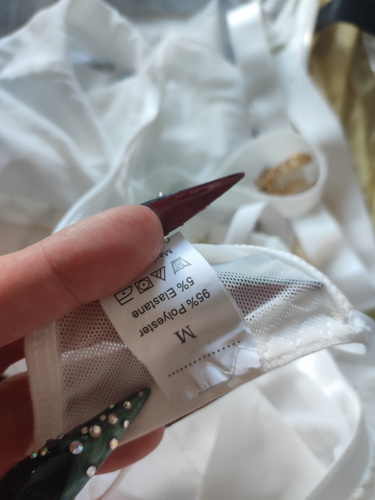 M
95% Polyester
5% Elastane